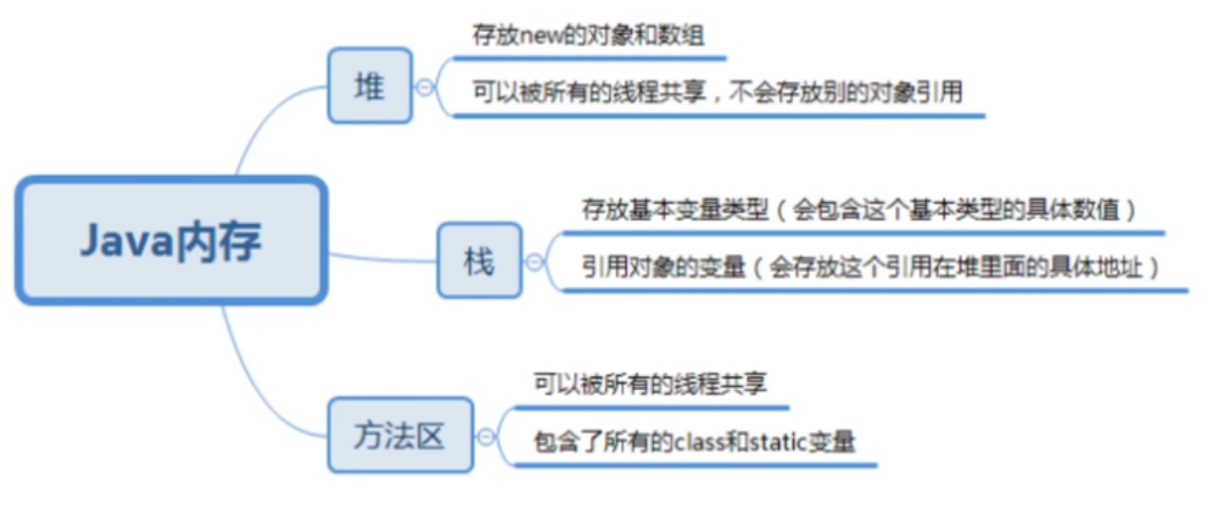 堆
存放new的对象和数组
可以被所有的线程共享，不会存放别的对象引用
Java内存
栈
存放基本变量类型（会包含这个基本类型的具体数值）
引用对象的变量（会存放这个引用在堆里面的具体地址）
方法区
可以被所有的线程共享
包含了所有的class和static变量